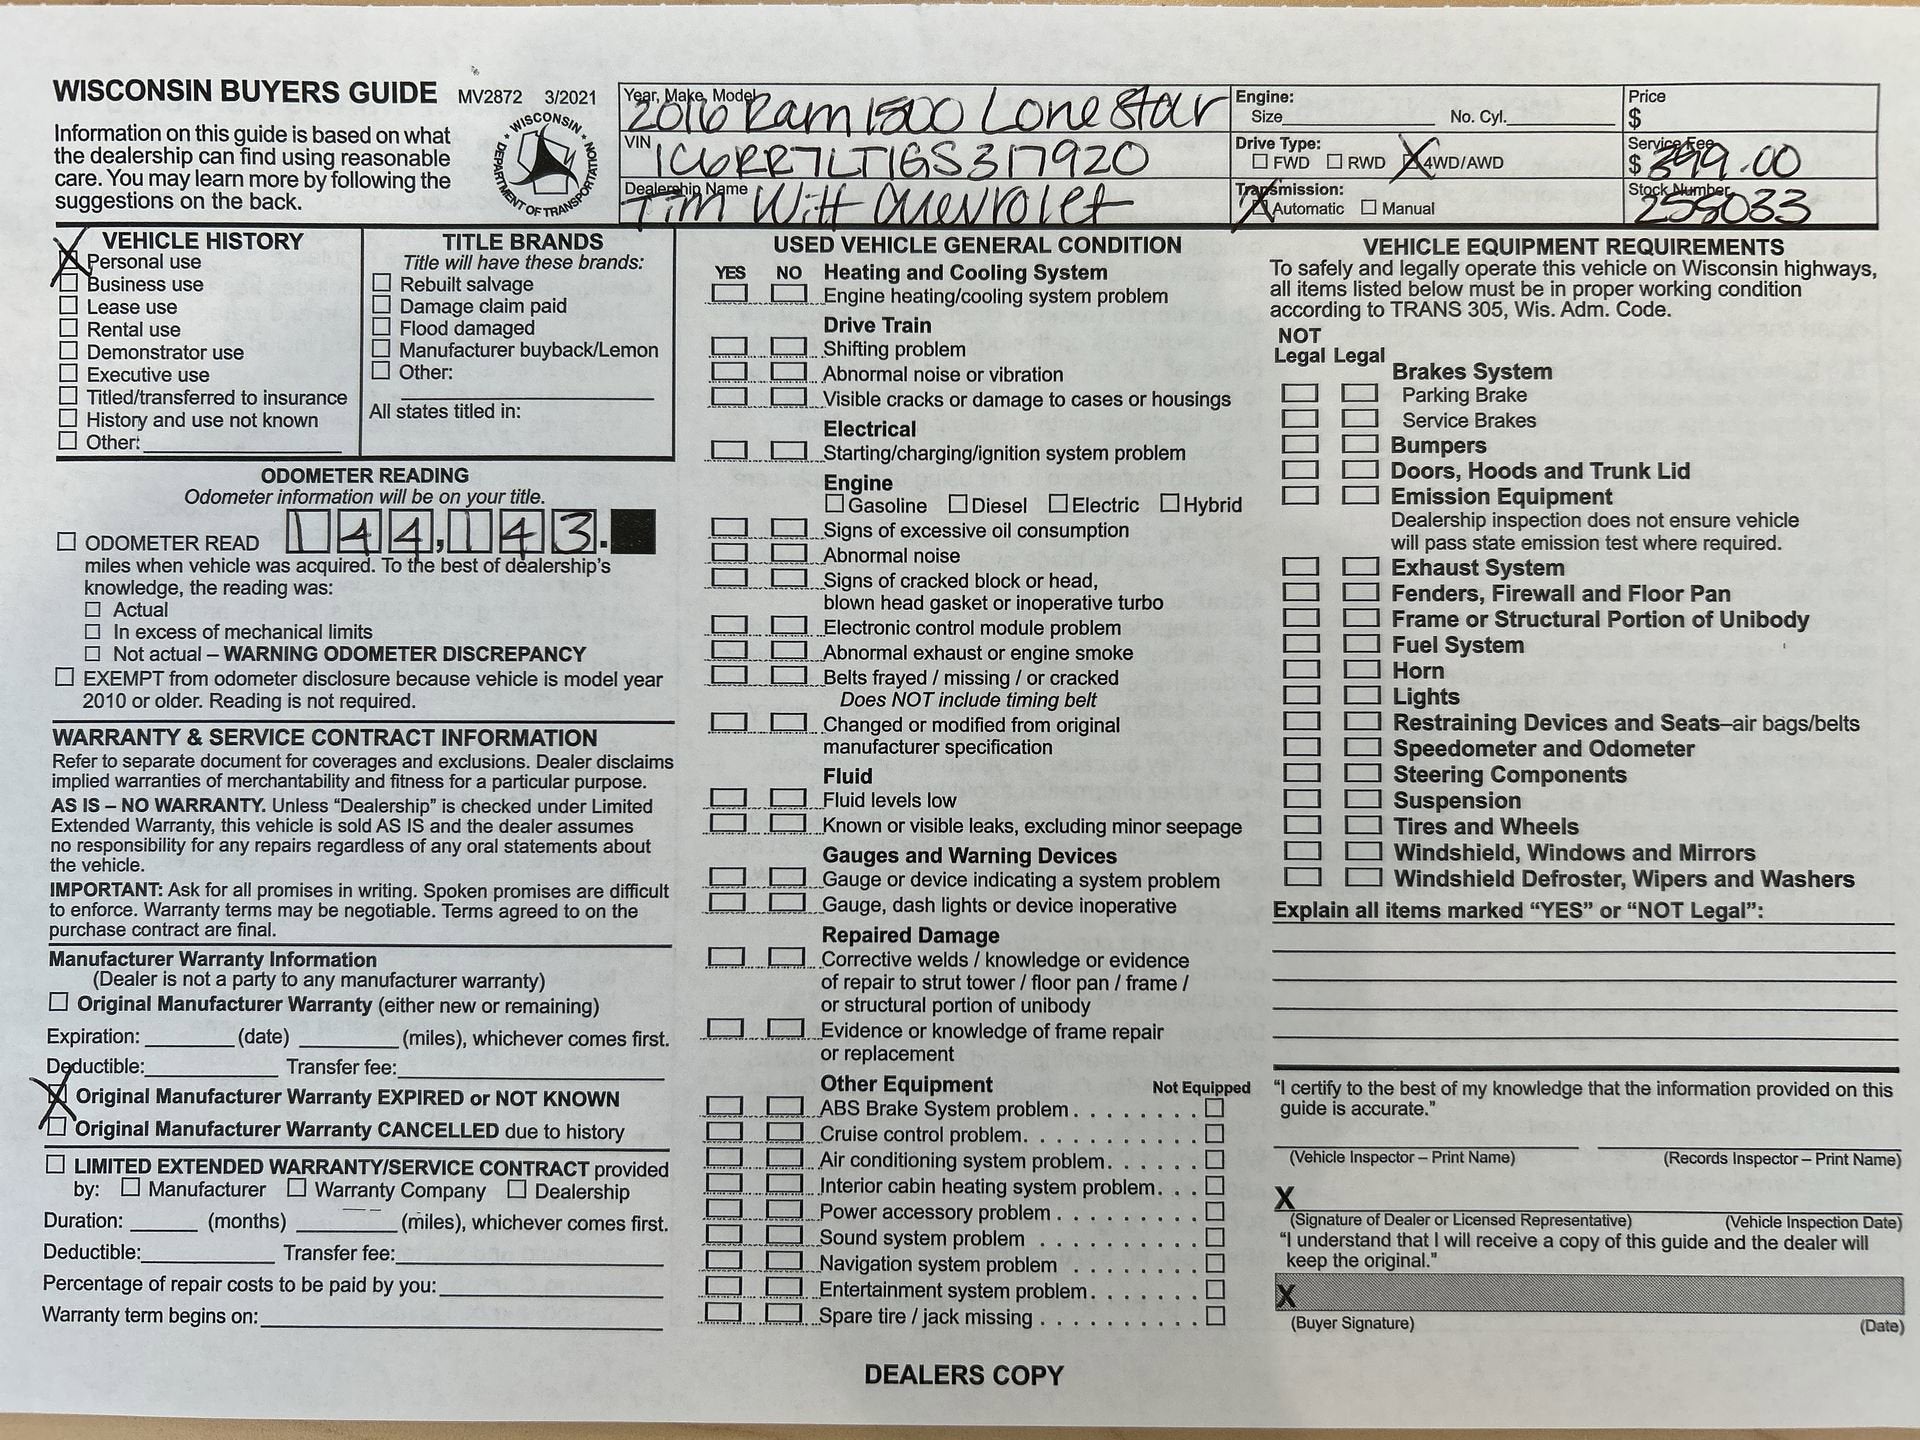 WISCONSIN BUYERS GUIDE MV2872 3/2021
Information on this guide is based on what
the dealership can find using reasonable
care. You may learn more by following the
suggestions on the back.
WISCONSIN
DEPARTMENT OF TRANSPORTATION
Year, Make, Model
2016 Ram 1500 Lone Star
VIN
1C6RR7LT1GS317920
Dealership Name
Tim Witt Chevrolet
Engine:
Size No. Cyl.
Drive Type:
FWD RWD 4WD/AWD
Transmission:
Automatic Manual
Price
$
Service Fee
$ 399.00
Stock Number
258033
VEHICLE HISTORY
Personal use
Business use
Lease use
Rental use
Demonstrator use
Executive use
Titled/transferred to insurance
History and use not known
Other:
TITLE BRANDS
Title will have these brands:
Rebuilt salvage
Damage claim paid
Flood damaged
Manufacturer buyback/Lemon
Other:
All states titled in:
ODOMETER READING
Odometer information will be on your title.
ODOMETER READ 144,143.
miles when vehicle was acquired. To the best of dealership's
knowledge, the reading was:
Actual
In excess of mechanical limits
Not actual – WARNING ODOMETER DISCREPANCY
EXEMPT from odometer disclosure because vehicle is model year
2010 or older. Reading is not required.
WARRANTY & SERVICE CONTRACT INFORMATION
Refer to separate document for coverages and exclusions. Dealer disclaims
implied warranties of merchantability and fitness for a particular purpose.
AS IS – NO WARRANTY. Unless "Dealership" is checked under Limited
Extended Warranty, this vehicle is sold AS IS and the dealer assumes
no responsibility for any repairs regardless of any oral statements about
the vehicle.
IMPORTANT: Ask for all promises in writing. Spoken promises are difficult
to enforce. Warranty terms may be negotiable. Terms agreed to on the
purchase contract are final.
Manufacturer Warranty Information
(Dealer is not a party to any manufacturer warranty)
Original Manufacturer Warranty (either new or remaining)
Expiration: (date) (miles), whichever comes first.
Deductible: Transfer fee:
Original Manufacturer Warranty EXPIRED or NOT KNOWN
Original Manufacturer Warranty CANCELLED due to history
LIMITED EXTENDED WARRANTY/SERVICE CONTRACT provided
by: Manufacturer Warranty Company Dealership
Duration: (months) (miles), whichever comes first.
Deductible: Transfer fee:
Percentage of repair costs to be paid by you:
Warranty term begins on:
USED VEHICLE GENERAL CONDITION
YES NO Heating and Cooling System
Engine heating/cooling system problem
Drive Train
Shifting problem
Abnormal noise or vibration
Visible cracks or damage to cases or housings
Electrical
Starting/charging/ignition system problem
Engine
Gasoline Diesel Electric Hybrid
Signs of excessive oil consumption
Abnormal noise
Signs of cracked block or head,
blown head gasket or inoperative turbo
Electronic control module problem
Abnormal exhaust or engine smoke
Belts frayed / missing / or cracked
Does NOT include timing belt
Changed or modified from original
manufacturer specification
Fluid
Fluid levels low
Known or visible leaks, excluding minor seepage
Gauges and Warning Devices
Gauge or device indicating a system problem
Gauge, dash lights or device inoperative
Repaired Damage
Corrective welds / knowledge or evidence
of repair to strut tower / floor pan / frame /
or structural portion of unibody
Evidence or knowledge of frame repair
or replacement
Other Equipment Not Equipped
ABS Brake System problem
Cruise control problem
Air conditioning system problem
Interior cabin heating system problem
Power accessory problem
Sound system problem
Navigation system problem
Entertainment system problem
Spare tire / jack missing
VEHICLE EQUIPMENT REQUIREMENTS
To safely and legally operate this vehicle on Wisconsin highways,
all items listed below must be in proper working condition
according to TRANS 305, Wis. Adm. Code.
NOT
Legal Legal
Brakes System
Parking Brake
Service Brakes
Bumpers
Doors, Hoods and Trunk Lid
Emission Equipment
Dealership inspection does not ensure vehicle
will pass state emission test where required.
Exhaust System
Fenders, Firewall and Floor Pan
Frame or Structural Portion of Unibody
Fuel System
Horn
Lights
Restraining Devices and Seats–air bags/belts
Speedometer and Odometer
Steering Components
Suspension
Tires and Wheels
Windshield, Windows and Mirrors
Windshield Defroster, Wipers and Washers
Explain all items marked "YES" or "NOT Legal":
"I certify to the best of my knowledge that the information provided on this
guide is accurate."
(Vehicle Inspector – Print Name) (Records Inspector – Print Name)
X
(Signature of Dealer or Licensed Representative) (Vehicle Inspection Date)
"I understand that I will receive a copy of this guide and the dealer will
keep the original."
X
(Buyer Signature) (Date)
DEALERS COPY